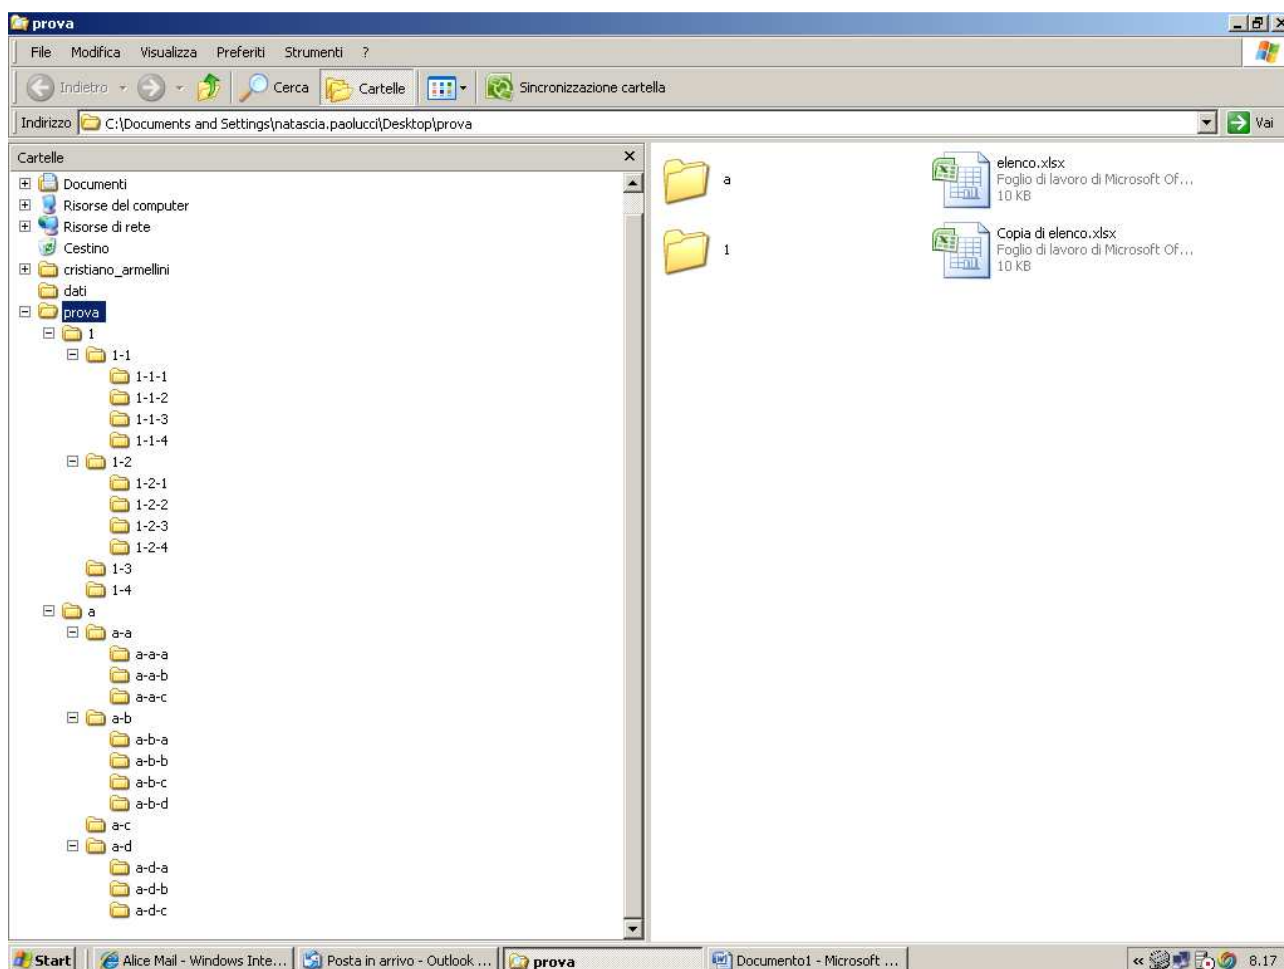 prova
File Modifica Visualizza Preferiti Strumenti ?
Indietro Cerca Cartelle Sincronizzazione cartella
Indirizzo C:\Documents and Settings\natascia.paolucci\Desktop\prova Vai
Cartelle
Documenti
Risorse del computer
Risorse di rete
Cestino
cristiano_armellini
dati
prova
1
1-1
1-1-1
1-1-2
1-1-3
1-1-4
1-2
1-2-1
1-2-2
1-2-3
1-2-4
1-3
1-4
a
a-a
a-a-a
a-a-b
a-a-c
a-b
a-b-a
a-b-b
a-b-c
a-b-d
a-c
a-d
a-d-a
a-d-b
a-d-c
a
1
elenco.xlsx
Foglio di lavoro di Microsoft Of...
10 KB
Copia di elenco.xlsx
Foglio di lavoro di Microsoft Of...
10 KB
Start Alice Mail - Windows Inte... Posta in arrivo - Outlook ... prova Documento1 - Microsoft ... « 8.17